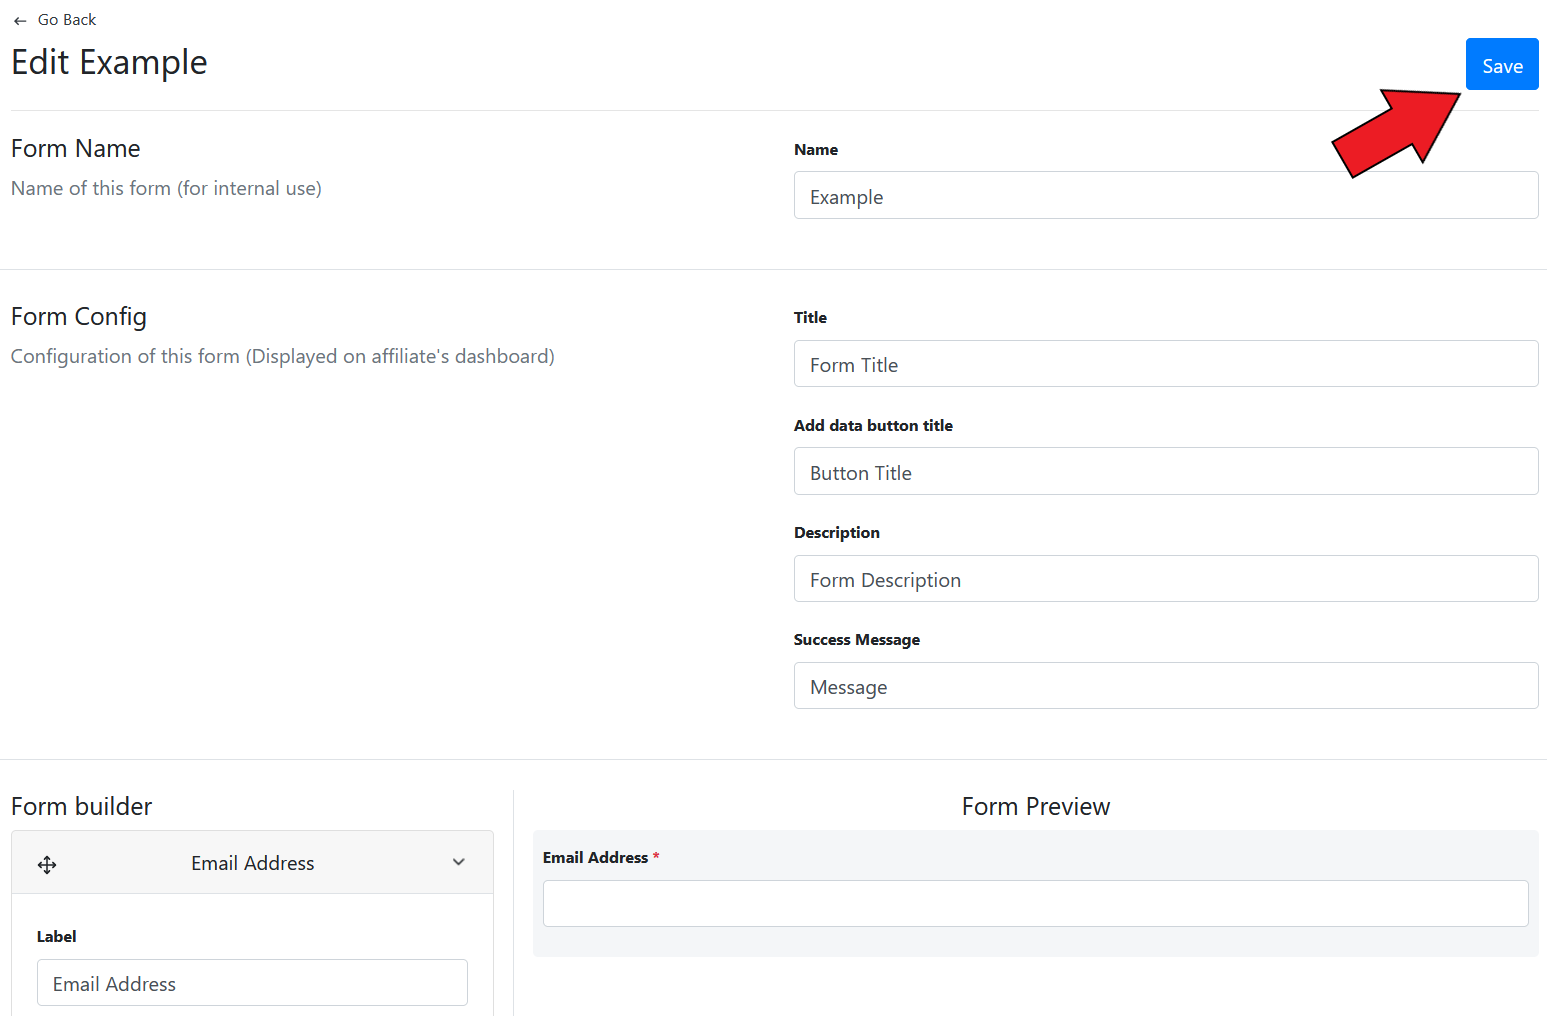 Go Back
Edit Example
Save
Form Name
Name of this form (for internal use)
Name
Example
Form Config
Configuration of this form (Displayed on affiliate's dashboard)
Title
Form Title
Add data button title
Button Title
Description
Form Description
Success Message
Message
Form builder
Email Address
Label
Email Address
Form Preview
Email Address *